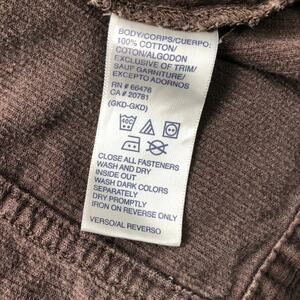 BODY/CORPS/CUERPO:
100% COTTON/
COTON/ALGODON
EXCLUSIVE OF TRIM/
SAUF GARNITURE/
EXCEPTO ADORNOS
RN # 66476
CA # 20781
(GKD-GKD)
CLOSE ALL FASTENERS
WASH AND DRY
INSIDE OUT
WASH DARK COLORS
SEPARATELY
DRY PROMPTLY
IRON ON REVERSE ONLY
VERSO/AL REVERSO